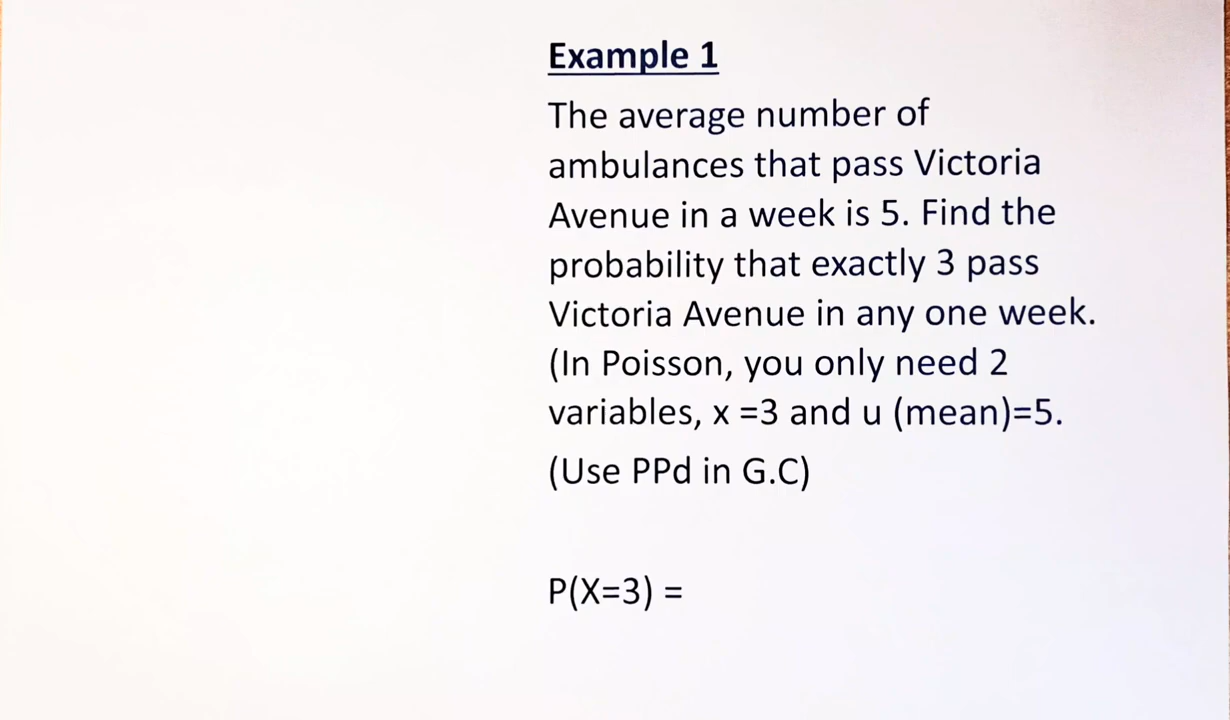 Example 1
The average number of
ambulances that pass Victoria
Avenue in a week is 5. Find the
probability that exactly 3 pass
Victoria Avenue in any one week.
(In Poisson, you only need 2
variables, x =3 and u (mean)=5.
(Use PPd in G.C)
P(X=3) =